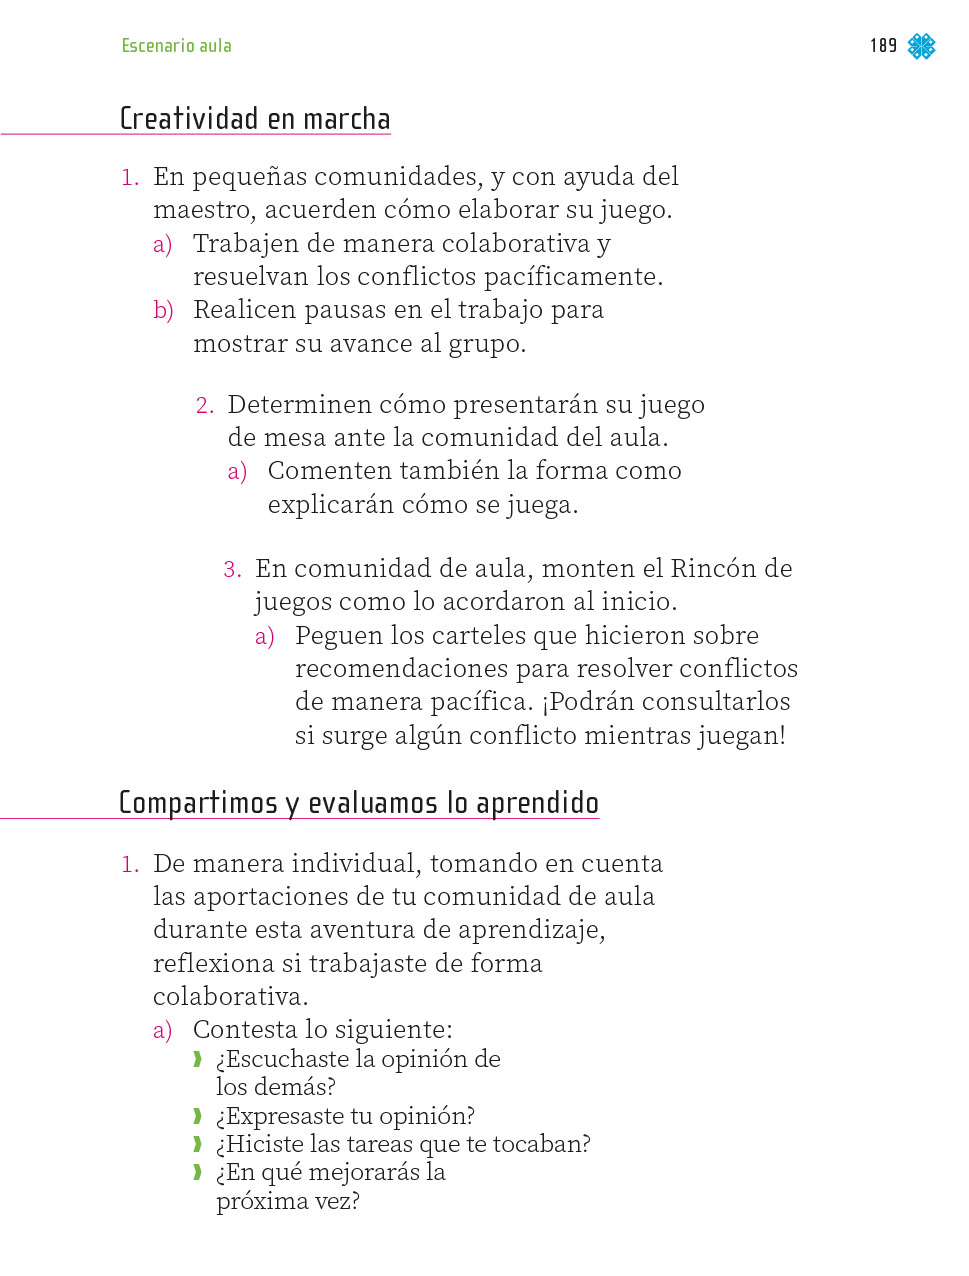 Escenario aula
189
Creatividad en marcha
1. En pequeñas comunidades, y con ayuda del
maestro, acuerden cómo elaborar su juego.
a) Trabajen de manera colaborativa y
resuelvan los conflictos pacíficamente.
b) Realicen pausas en el trabajo para
mostrar su avance al grupo.
2. Determinen cómo presentarán su juego
de mesa ante la comunidad del aula.
a) Comenten también la forma como
explicarán cómo se juega.
3. En comunidad de aula, monten el Rincón de
juegos como lo acordaron al inicio.
a) Peguen los carteles que hicieron sobre
recomendaciones para resolver conflictos
de manera pacífica. ¡Podrán consultarlos
si surge algún conflicto mientras juegan!
Compartimos y evaluamos lo aprendido
1. De manera individual, tomando en cuenta
las aportaciones de tu comunidad de aula
durante esta aventura de aprendizaje,
reflexiona si trabajaste de forma
colaborativa.
a) Contesta lo siguiente:
¿Escuchaste la opinión de
los demás?
¿Expresaste tu opinión?
¿Hiciste las tareas que te tocaban?
¿En qué mejorarás la
próxima vez?